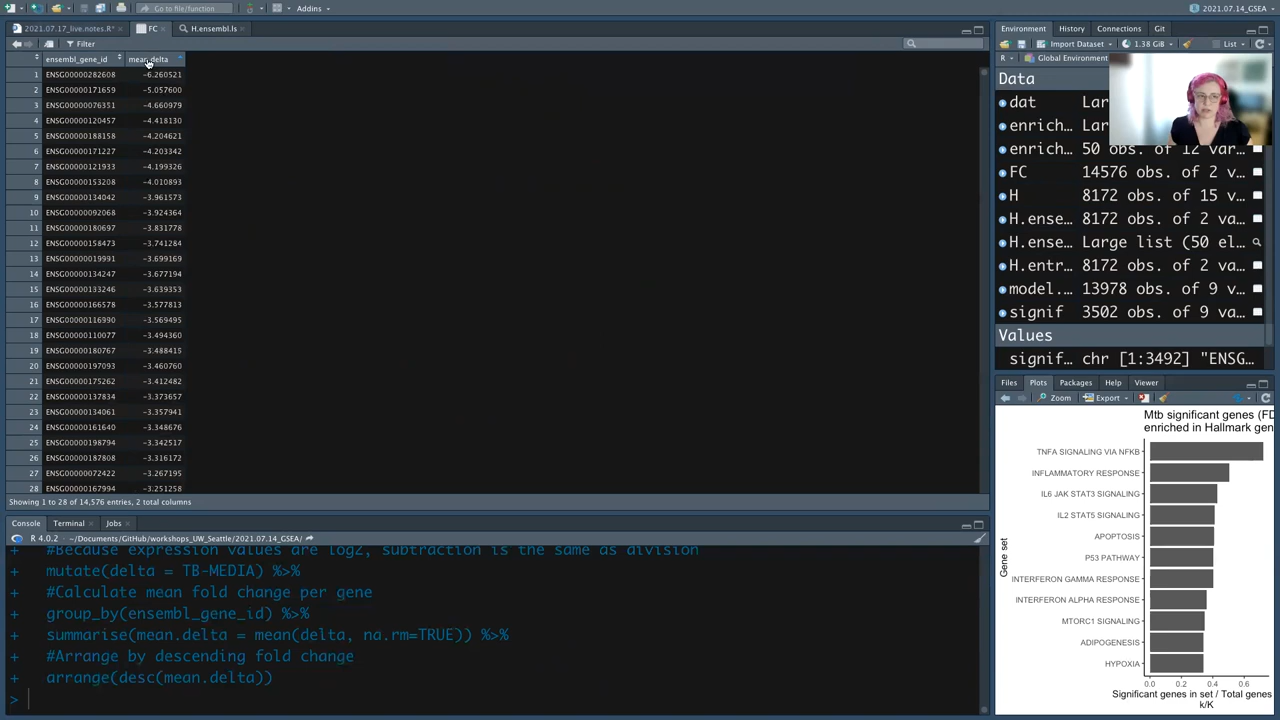 Go to file/function
Addins
2021.07.14_GSEA
2021.07.17_live.notes.R*
FC
H.ensembl.ls
Filter
ensembl_gene_id mean.delta
1 ENSG00000282608 −6.260521
2 ENSG00000171659 −5.057600
3 ENSG00000076351 −4.660979
4 ENSG00000120457 −4.418130
5 ENSG00000188158 −4.204621
6 ENSG00000171227 −4.203342
7 ENSG00000121933 −4.199326
8 ENSG00000153208 −4.010893
9 ENSG00000134042 −3.961573
10 ENSG00000092068 −3.924364
11 ENSG00000180697 −3.831778
12 ENSG00000158473 −3.741284
13 ENSG00000019991 −3.699169
14 ENSG00000134247 −3.677194
15 ENSG00000133246 −3.639353
16 ENSG00000166578 −3.577813
17 ENSG00000116990 −3.569495
18 ENSG00000110077 −3.494360
19 ENSG00000180767 −3.488415
20 ENSG00000197093 −3.460760
21 ENSG00000175262 −3.412482
22 ENSG00000137834 −3.373657
23 ENSG00000134061 −3.357941
24 ENSG00000161640 −3.348676
25 ENSG00000198794 −3.342517
26 ENSG00000187808 −3.316172
27 ENSG00000072422 −3.267195
28 ENSG00000167994 −3.251258
Showing 1 to 28 of 14,576 entries, 2 total columns
Console Terminal Jobs
R 4.0.2 · ~/Documents/GitHub/workshops_UW_Seattle/2021.07.14_GSEA/
+ #Because expression values are log2, subtraction is the same as division
+ mutate(delta = TB-MEDIA) %>%
+ #Calculate mean fold change per gene
+ group_by(ensembl_gene_id) %>%
+ summarise(mean.delta = mean(delta, na.rm=TRUE)) %>%
+ #Arrange by descending fold change
+ arrange(desc(mean.delta))
>
Environment History Connections Git
Import Dataset 1.38 GiB List
R Global Environment
Data
dat Lar
enrich… Lar
enrich… 50 obs. of 12 var…
FC 14576 obs. of 2 v…
H 8172 obs. of 15 v…
H.ense… 8172 obs. of 2 va…
H.ense… Large list (50 el…
H.entr… 8172 obs. of 2 va…
model.… 13978 obs. of 9 v…
signif 3502 obs. of 9 va…
Values
signif… chr [1:3492] "ENSG…
Files Plots Packages Help Viewer
Zoom Export
Mtb significant genes (FD
enriched in Hallmark gen
TNFA SIGNALING VIA NFKB
INFLAMMATORY RESPONSE
IL6 JAK STAT3 SIGNALING
IL2 STAT5 SIGNALING
APOPTOSIS
P53 PATHWAY
INTERFERON GAMMA RESPONSE
INTERFERON ALPHA RESPONSE
MTORC1 SIGNALING
ADIPOGENESIS
HYPOXIA
Gene set
0.0 0.2 0.4 0.6
Significant genes in set / Total genes
k/K